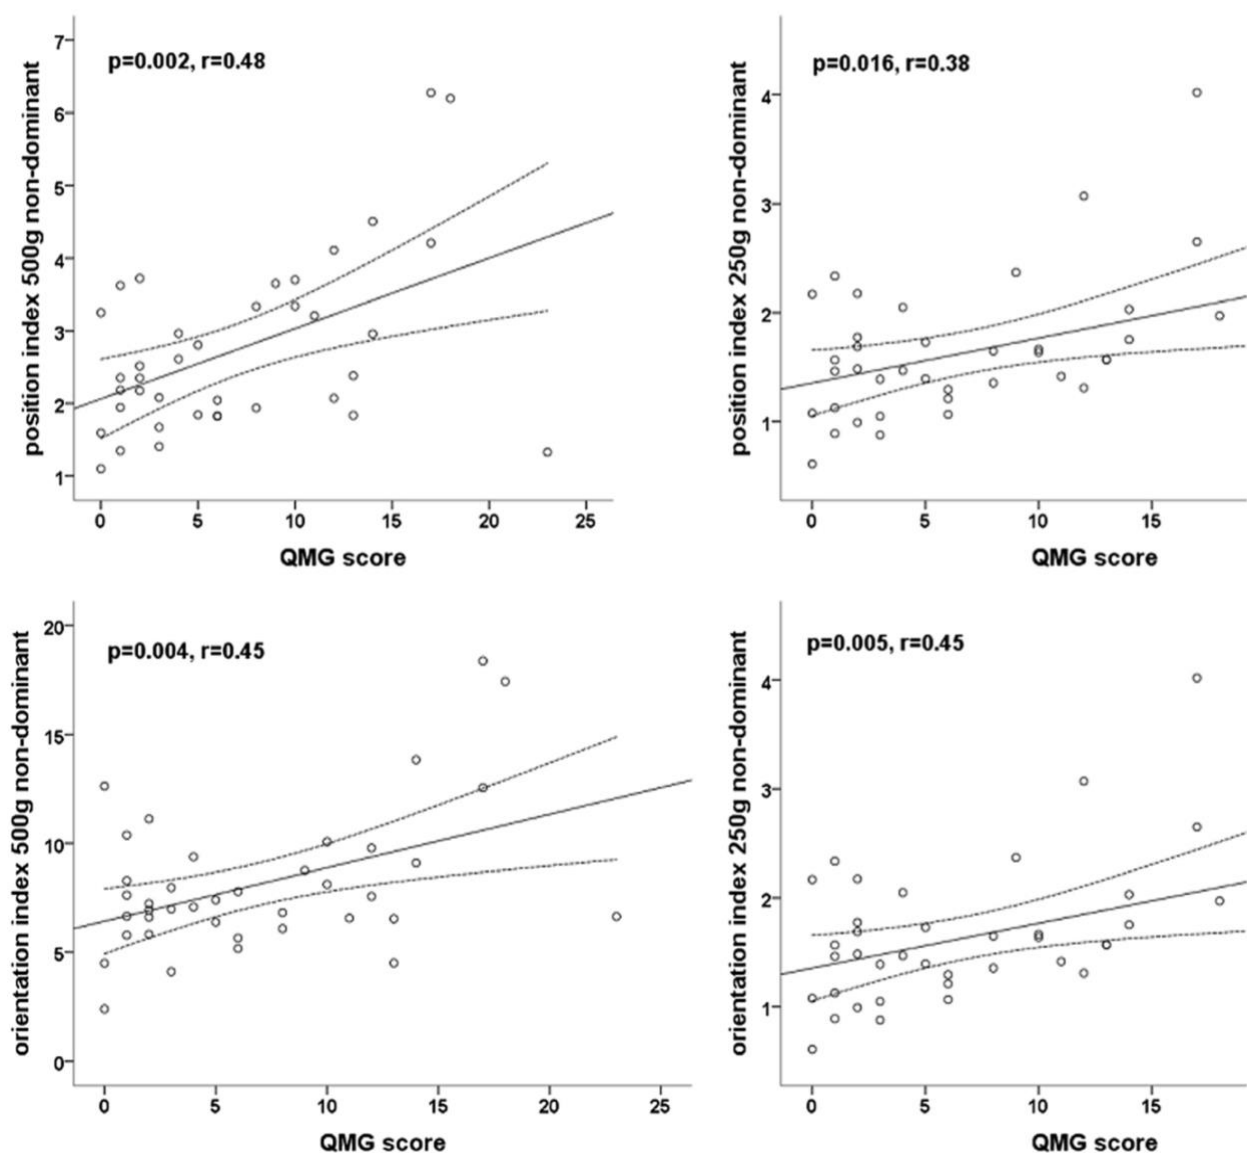 p=0.002, r=0.48
position index 500g non-dominant
7
6
5
4
3
2
1
0 5 10 15 20 25
QMG score
p=0.016, r=0.38
position index 250g non-dominant
4
3
2
1
0 5 10 15
QMG score
p=0.004, r=0.45
orientation index 500g non-dominant
20
15
10
5
0
0 5 10 15 20 25
QMG score
p=0.005, r=0.45
orientation index 250g non-dominant
4
3
2
1
0 5 10 15
QMG score